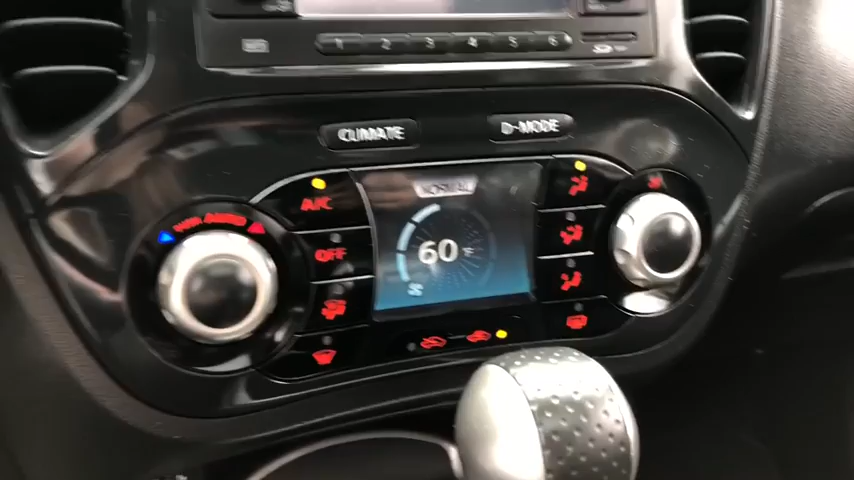 1 2 3 4 5 6
CLIMATE D-MODE
NORMAL
A/C
60 °F
OFF